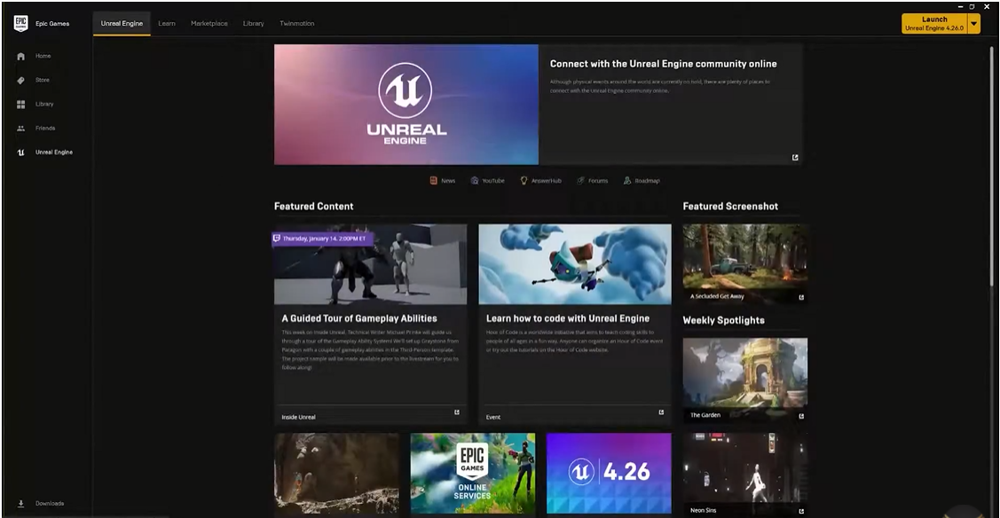 EPIC GAMES
Epic Games
Unreal Engine
Learn
Marketplace
Library
Twinmotion
Launch
Unreal Engine 4.26.0
Home
Store
Library
Friends
Unreal Engine
Downloads
UNREAL
ENGINE
Connect with the Unreal Engine community online
Although physical events around the world are currently on hold, there are plenty of places to
connect with the Unreal Engine community online.
News
YouTube
AnswerHub
Forums
Roadmap
Featured Content
Thursday, January 14, 2:00PM ET
A Guided Tour of Gameplay Abilities
This week on Inside Unreal, Technical Writer Michael Prinke will guide us
through a tour of the Gameplay Ability System! We'll set up Greystone from
Paragon with a couple of gameplay abilities in the Third-Person template.
The project sample will be made available prior to the livestream for you to
follow along!
Inside Unreal
Learn how to code with Unreal Engine
Hour of Code is a worldwide initiative that aims to teach coding skills to
people of all ages in a fun way. Anyone can organize an Hour of Code event
or try out the tutorials on the Hour of Code website.
Event
Featured Screenshot
A Secluded Get Away
Weekly Spotlights
The Garden
Neon Sins
EPIC
GAMES
ONLINE
SERVICES
4.26